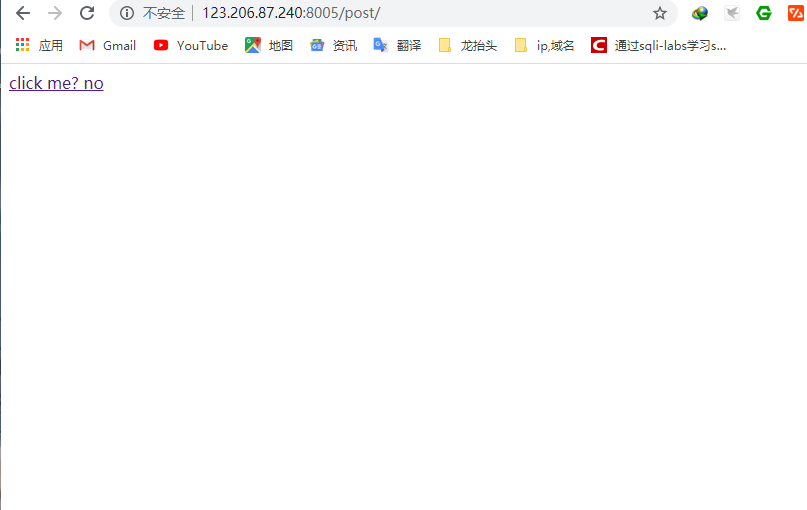 不安全 123.206.87.240:8005/post/
应用 Gmail YouTube 地图 资讯 翻译 龙抬头 ip,域名 通过sqli-labs学习s...
click me? no